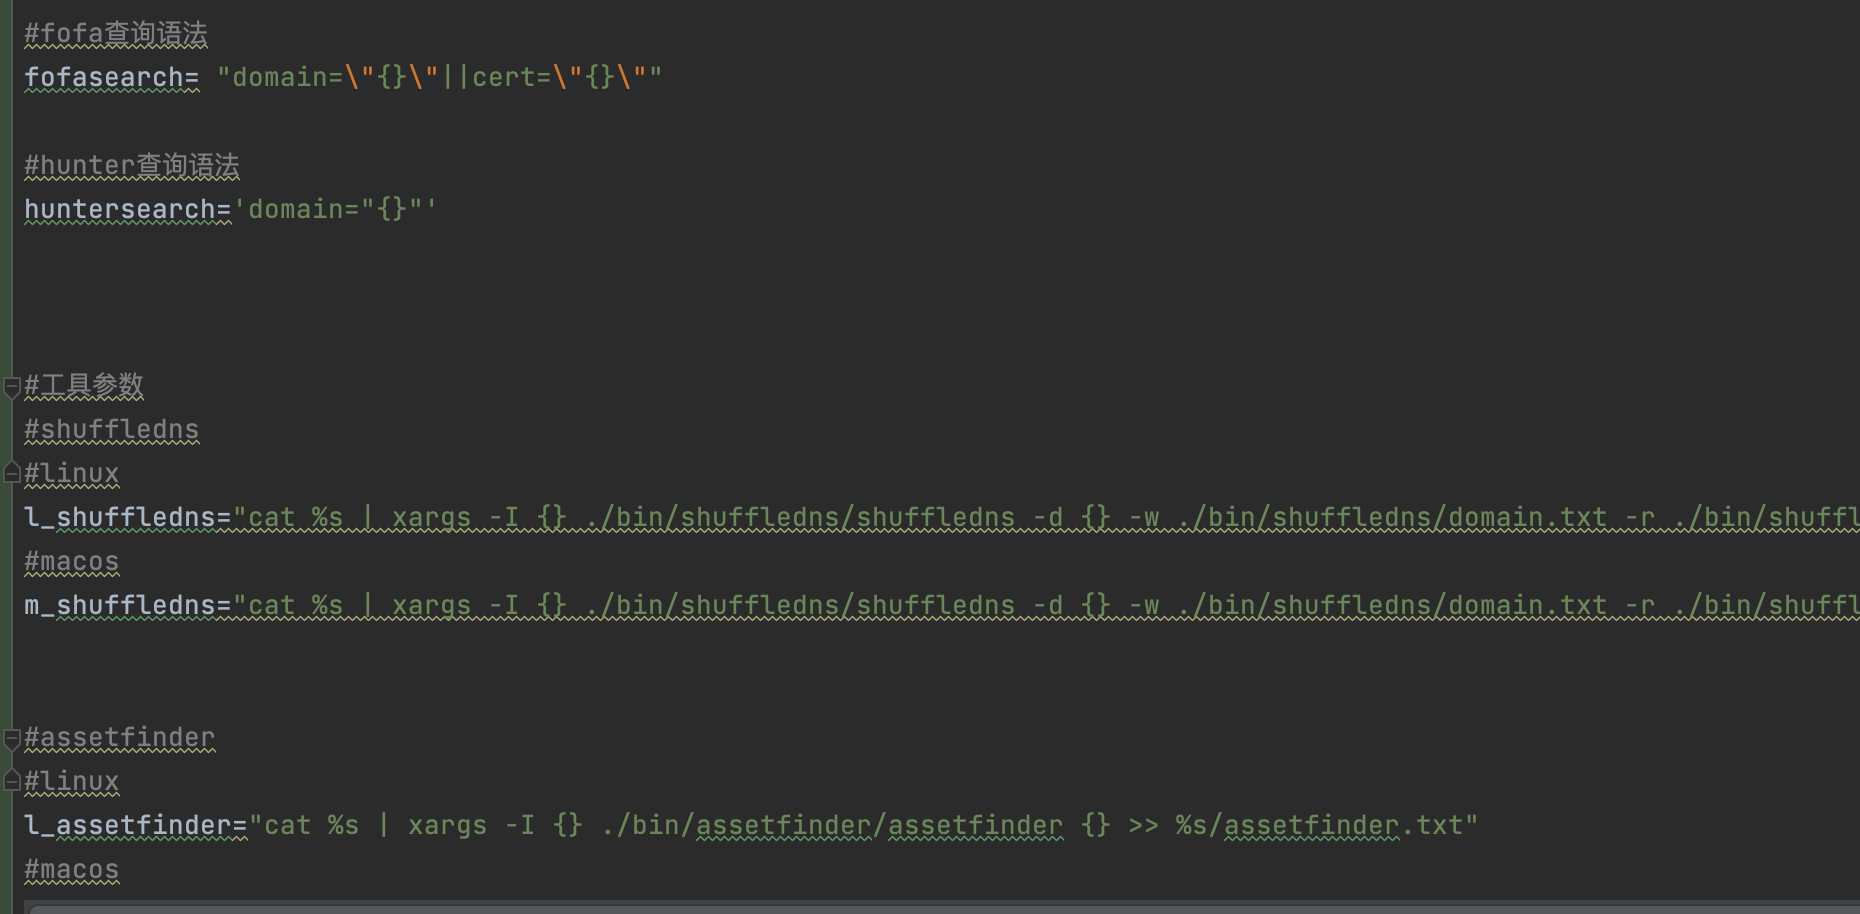 #fofa查询语法
fofasearch= "domain=\"{}\"||cert=\"{}\""
#hunter查询语法
huntersearch='domain="{}"'
#工具参数
#shuffledns
#linux
l_shuffledns="cat %s | xargs -I {} ./bin/shuffledns/shuffledns -d {} -w ./bin/shuffledns/domain.txt -r ./bin/shuffl
#macos
m_shuffledns="cat %s | xargs -I {} ./bin/shuffledns/shuffledns -d {} -w ./bin/shuffledns/domain.txt -r ./bin/shuffl
#assetfinder
#linux
l_assetfinder="cat %s | xargs -I {} ./bin/assetfinder/assetfinder {} >> %s/assetfinder.txt"
#macos